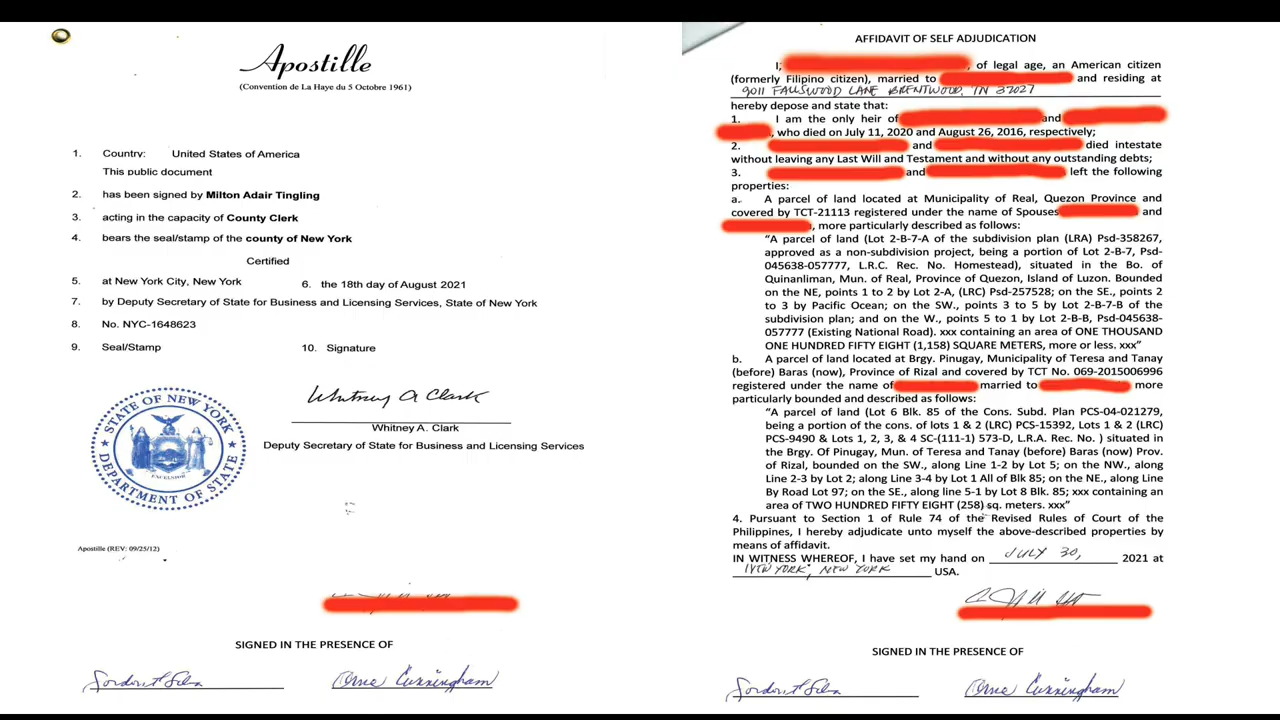 Apostille
(Convention de La Haye du 5 Octobre 1961)
1. Country: United States of America
This public document
2. has been signed by Milton Adair Tingling
3. acting in the capacity of County Clerk
4. bears the seal/stamp of the county of New York
Certified
5. at New York City, New York 6. the 18th day of August 2021
7. by Deputy Secretary of State for Business and Licensing Services, State of New York
8. No. NYC-1648623
9. Seal/Stamp 10. Signature
Whitney A Clark
Whitney A. Clark
Deputy Secretary of State for Business and Licensing Services
STATE OF NEW YORK
EXCELSIOR
DEPARTMENT OF STATE
Apostille (REV: 09/25/12)
SIGNED IN THE PRESENCE OF
Cunningham
AFFIDAVIT OF SELF ADJUDICATION
I, of legal age, an American citizen
(formerly Filipino citizen), married to and residing at
9011 FALLSWOOD LANE BRENTWOOD, TN 37027
hereby depose and state that:
1. I am the only heir of and
, who died on July 11, 2020 and August 26, 2016, respectively;
2. and died intestate
without leaving any Last Will and Testament and without any outstanding debts;
3. and left the following
properties:
a. A parcel of land located at Municipality of Real, Quezon Province and
covered by TCT-21113 registered under the name of Spouses and
, more particularly described as follows:
"A parcel of land (Lot 2-B-7-A of the subdivision plan (LRA) Psd-358267,
approved as a non-subdivision project, being a portion of Lot 2-B-7, Psd-
045638-057777, L.R.C. Rec. No. Homestead), situated in the Bo. of
Quinanliman, Mun. of Real, Province of Quezon, Island of Luzon. Bounded
on the NE, points 1 to 2 by Lot 2-A, (LRC) Psd-257528; on the SE., points 2
to 3 by Pacific Ocean; on the SW., points 3 to 5 by Lot 2-B-7-B of the
subdivision plan; and on the W., points 5 to 1 by Lot 2-B-B, Psd-045638-
057777 (Existing National Road). xxx containing an area of ONE THOUSAND
ONE HUNDRED FIFTY EIGHT (1,158) SQUARE METERS, more or less. xxx"
b. A parcel of land located at Brgy. Pinugay, Municipality of Teresa and Tanay
(before) Baras (now), Province of Rizal and covered by TCT No. 069-2015006996
registered under the name of married to more
particularly bounded and described as follows:
"A parcel of land (Lot 6 Blk. 85 of the Cons. Subd. Plan PCS-04-021279,
being a portion of the cons. of lots 1 & 2 (LRC) PCS-15392, Lots 1 & 2 (LRC)
PCS-9490 & Lots 1, 2, 3, & 4 SC-(111-1) 573-D, L.R.A. Rec. No. ) situated in
the Brgy. Of Pinugay, Mun. of Teresa and Tanay (before) Baras (now) Prov.
of Rizal, bounded on the SW., along Line 1-2 by Lot 5; on the NW., along
Line 2-3 by Lot 2; along Line 3-4 by Lot 1 All of Blk 85; on the NE., along Line
By Road Lot 97; on the SE., along line 5-1 by Lot 8 Blk. 85; xxx containing an
area of TWO HUNDRED FIFTY EIGHT (258) sq. meters. xxx"
4. Pursuant to Section 1 of Rule 74 of the Revised Rules of Court of the
Philippines, I hereby adjudicate unto myself the above-described properties by
means of affidavit.
IN WITNESS WHEREOF, I have set my hand on JULY 30, 2021 at
NEW YORK, NEW YORK USA.
SIGNED IN THE PRESENCE OF
Cunningham